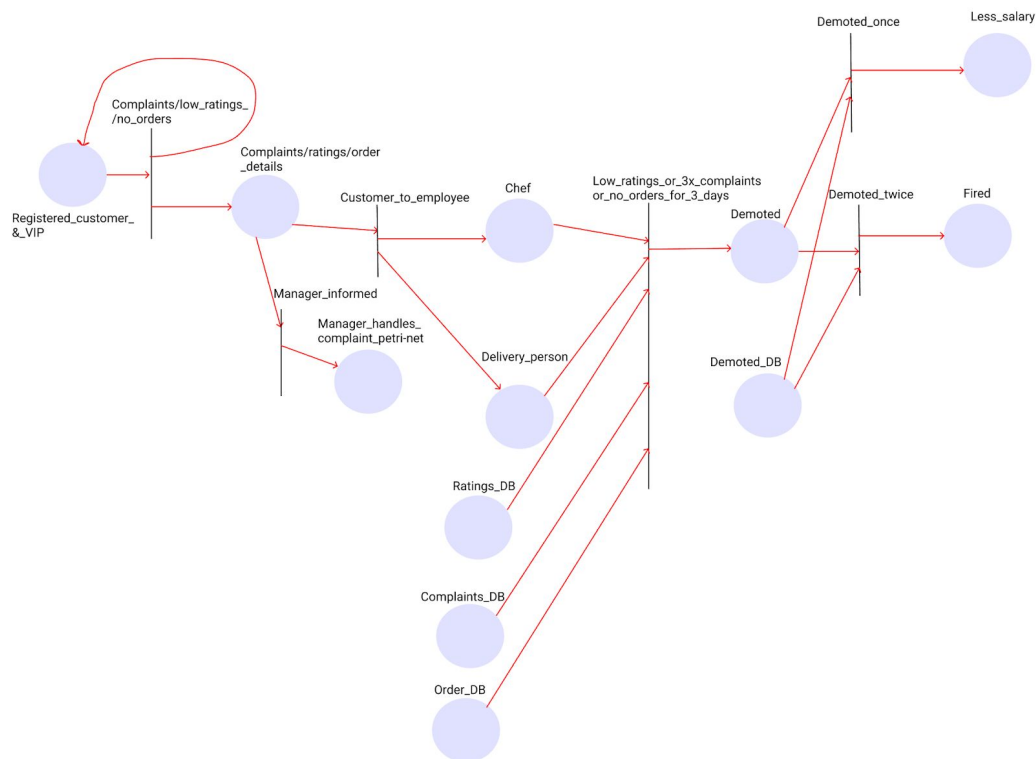 Less_salary
Demoted_once
Complaints/low_ratings_
/no_orders
Complaints/ratings/order
_details
Registered_customer_
&_VIP
Customer_to_employee
Chef
Low_ratings_or_3x_complaints
or_no_orders_for_3_days
Demoted
Demoted_twice
Fired
Manager_informed
Manager_handles_
complaint_petri-net
Delivery_person
Demoted_DB
Ratings_DB
Complaints_DB
Order_DB